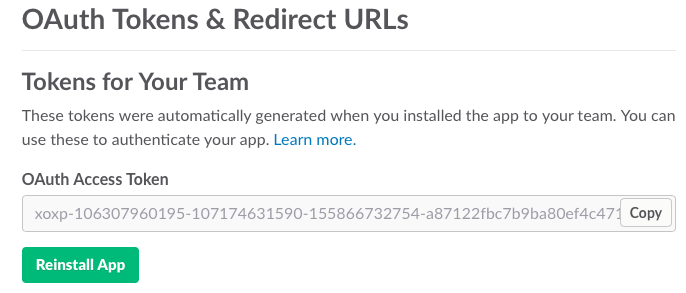 OAuth Tokens & Redirect URLs
Tokens for Your Team
These tokens were automatically generated when you installed the app to your team. You can
use these to authenticate your app. Learn more.
OAuth Access Token
xoxp-106307960195-107174631590-155866732754-a87122fbc7b9ba80ef4c471
Copy
Reinstall App